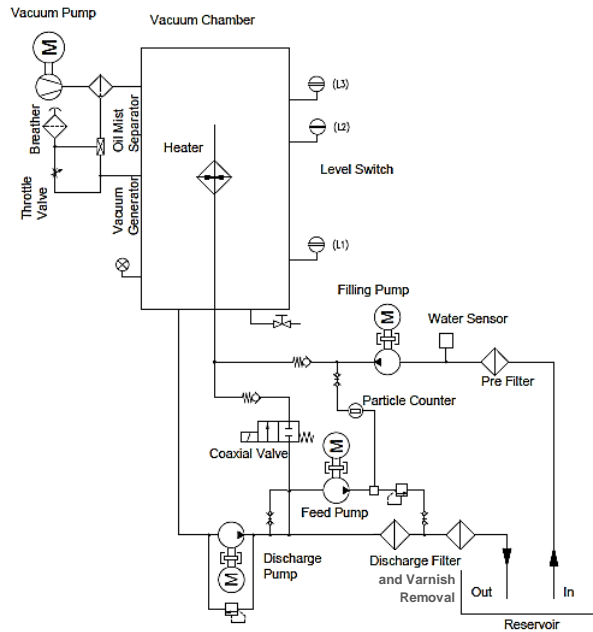 Vacuum Pump
Vacuum Chamber
M
Breather
Oil Mist
Separator
(L3)
(L2)
Heater
Level Switch
Throttle
Valve
Vacuum
Generator
(L1)
Filling Pump
M
Water Sensor
Pre Filter
Particle Counter
Coaxial Valve
M
Feed Pump
Discharge
Pump
M
Discharge Filter
and Varnish
Removal
Out
In
Reservoir